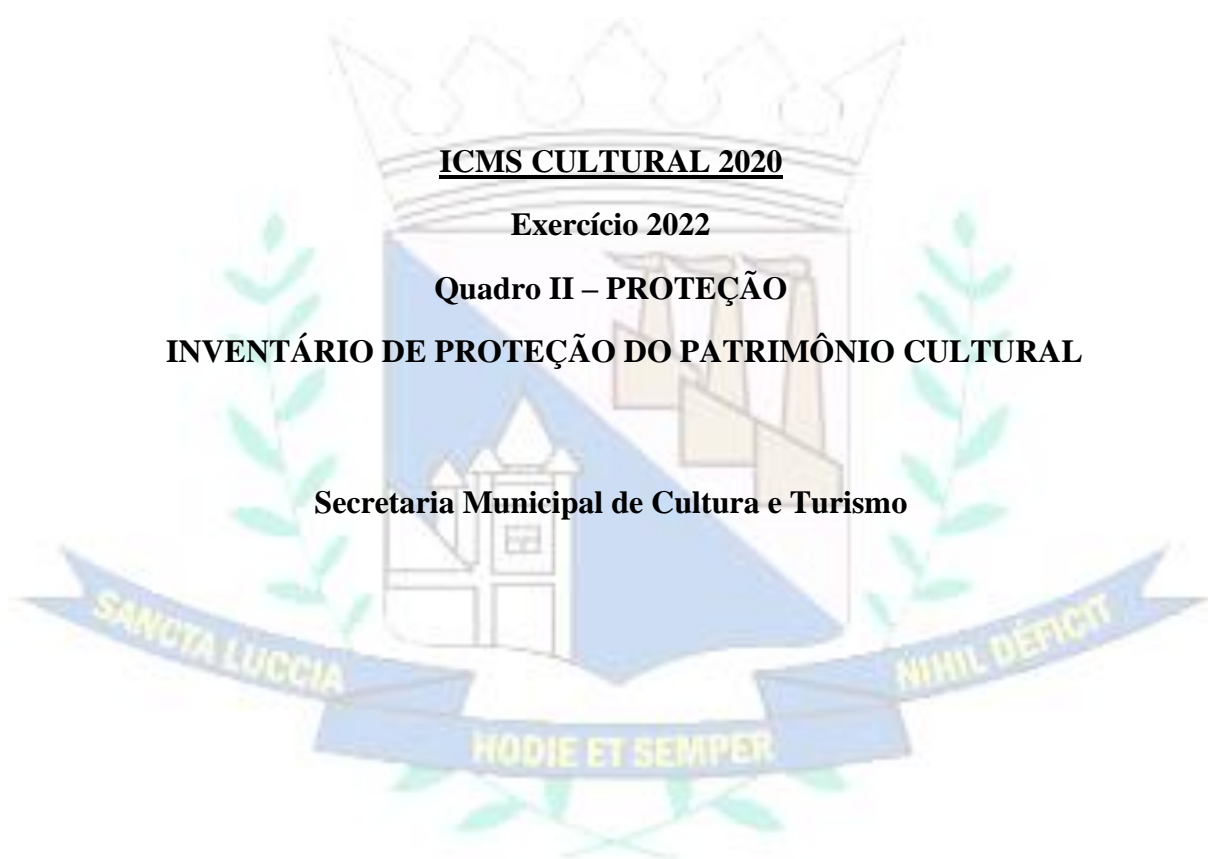 ICMS CULTURAL 2020
Exercício 2022
Quadro II – PROTEÇÃO
INVENTÁRIO DE PROTEÇÃO DO PATRIMÔNIO CULTURAL
Secretaria Municipal de Cultura e Turismo
SANCTA LUCCIA
HODIE ET SEMPER
NIHIL DÉFICIT